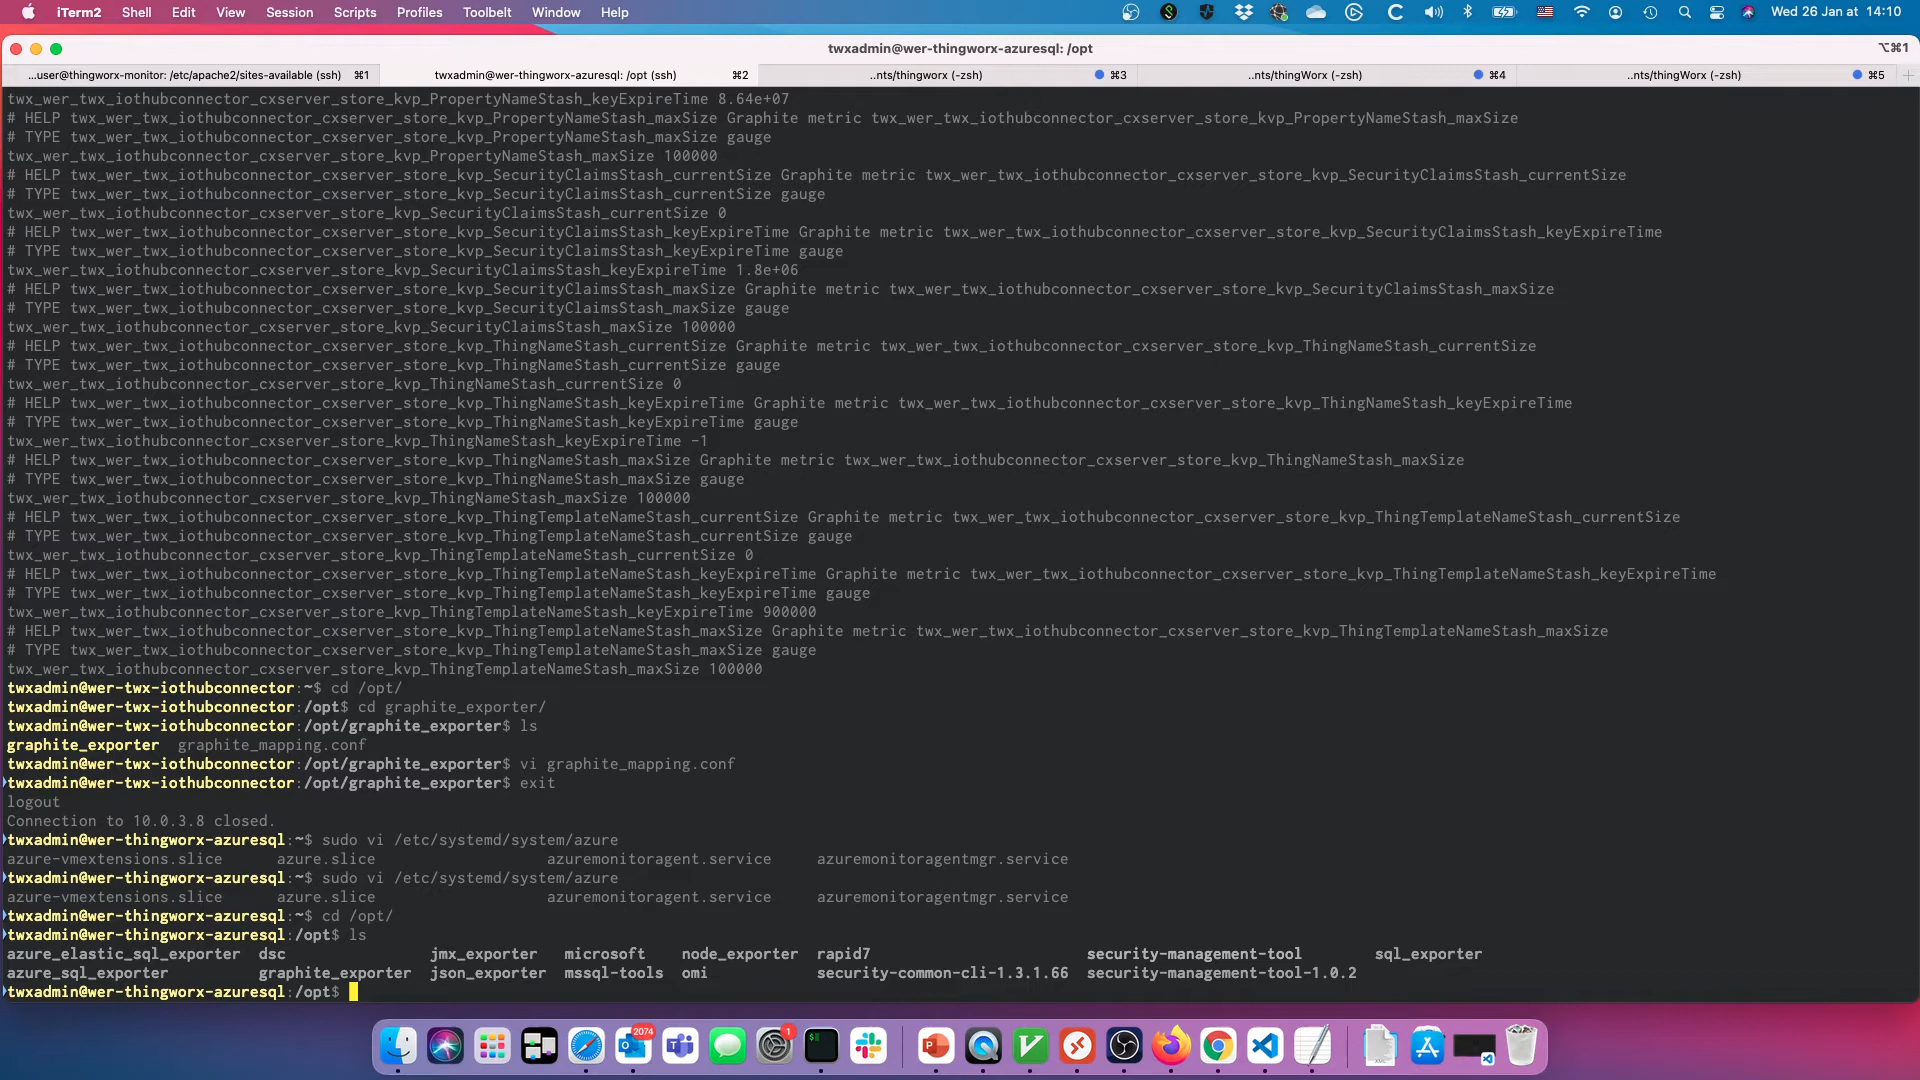 iTerm2 Shell Edit View Session Scripts Profiles Toolbelt Window Help Wed 26 Jan at 14:10
twxadmin@wer-thingworx-azuresql: /opt ⌥⌘1
...user@thingworx-monitor: /etc/apache2/sites-available (ssh) ⌘1 twxadmin@wer-thingworx-azuresql: /opt (ssh) ⌘2 ..nts/thingworx (-zsh) ⌘3 ..nts/thingWorx (-zsh) ⌘4 ..nts/thingWorx (-zsh) ⌘5
twx_wer_twx_iothubconnector_cxserver_store_kvp_PropertyNameStash_keyExpireTime 8.64e+07
# HELP twx_wer_twx_iothubconnector_cxserver_store_kvp_PropertyNameStash_maxSize Graphite metric twx_wer_twx_iothubconnector_cxserver_store_kvp_PropertyNameStash_maxSize
# TYPE twx_wer_twx_iothubconnector_cxserver_store_kvp_PropertyNameStash_maxSize gauge
twx_wer_twx_iothubconnector_cxserver_store_kvp_PropertyNameStash_maxSize 100000
# HELP twx_wer_twx_iothubconnector_cxserver_store_kvp_SecurityClaimsStash_currentSize Graphite metric twx_wer_twx_iothubconnector_cxserver_store_kvp_SecurityClaimsStash_currentSize
# TYPE twx_wer_twx_iothubconnector_cxserver_store_kvp_SecurityClaimsStash_currentSize gauge
twx_wer_twx_iothubconnector_cxserver_store_kvp_SecurityClaimsStash_currentSize 0
# HELP twx_wer_twx_iothubconnector_cxserver_store_kvp_SecurityClaimsStash_keyExpireTime Graphite metric twx_wer_twx_iothubconnector_cxserver_store_kvp_SecurityClaimsStash_keyExpireTime
# TYPE twx_wer_twx_iothubconnector_cxserver_store_kvp_SecurityClaimsStash_keyExpireTime gauge
twx_wer_twx_iothubconnector_cxserver_store_kvp_SecurityClaimsStash_keyExpireTime 1.8e+06
# HELP twx_wer_twx_iothubconnector_cxserver_store_kvp_SecurityClaimsStash_maxSize Graphite metric twx_wer_twx_iothubconnector_cxserver_store_kvp_SecurityClaimsStash_maxSize
# TYPE twx_wer_twx_iothubconnector_cxserver_store_kvp_SecurityClaimsStash_maxSize gauge
twx_wer_twx_iothubconnector_cxserver_store_kvp_SecurityClaimsStash_maxSize 100000
# HELP twx_wer_twx_iothubconnector_cxserver_store_kvp_ThingNameStash_currentSize Graphite metric twx_wer_twx_iothubconnector_cxserver_store_kvp_ThingNameStash_currentSize
# TYPE twx_wer_twx_iothubconnector_cxserver_store_kvp_ThingNameStash_currentSize gauge
twx_wer_twx_iothubconnector_cxserver_store_kvp_ThingNameStash_currentSize 0
# HELP twx_wer_twx_iothubconnector_cxserver_store_kvp_ThingNameStash_keyExpireTime Graphite metric twx_wer_twx_iothubconnector_cxserver_store_kvp_ThingNameStash_keyExpireTime
# TYPE twx_wer_twx_iothubconnector_cxserver_store_kvp_ThingNameStash_keyExpireTime gauge
twx_wer_twx_iothubconnector_cxserver_store_kvp_ThingNameStash_keyExpireTime -1
# HELP twx_wer_twx_iothubconnector_cxserver_store_kvp_ThingNameStash_maxSize Graphite metric twx_wer_twx_iothubconnector_cxserver_store_kvp_ThingNameStash_maxSize
# TYPE twx_wer_twx_iothubconnector_cxserver_store_kvp_ThingNameStash_maxSize gauge
twx_wer_twx_iothubconnector_cxserver_store_kvp_ThingNameStash_maxSize 100000
# HELP twx_wer_twx_iothubconnector_cxserver_store_kvp_ThingTemplateNameStash_currentSize Graphite metric twx_wer_twx_iothubconnector_cxserver_store_kvp_ThingTemplateNameStash_currentSize
# TYPE twx_wer_twx_iothubconnector_cxserver_store_kvp_ThingTemplateNameStash_currentSize gauge
twx_wer_twx_iothubconnector_cxserver_store_kvp_ThingTemplateNameStash_currentSize 0
# HELP twx_wer_twx_iothubconnector_cxserver_store_kvp_ThingTemplateNameStash_keyExpireTime Graphite metric twx_wer_twx_iothubconnector_cxserver_store_kvp_ThingTemplateNameStash_keyExpireTime
# TYPE twx_wer_twx_iothubconnector_cxserver_store_kvp_ThingTemplateNameStash_keyExpireTime gauge
twx_wer_twx_iothubconnector_cxserver_store_kvp_ThingTemplateNameStash_keyExpireTime 900000
# HELP twx_wer_twx_iothubconnector_cxserver_store_kvp_ThingTemplateNameStash_maxSize Graphite metric twx_wer_twx_iothubconnector_cxserver_store_kvp_ThingTemplateNameStash_maxSize
# TYPE twx_wer_twx_iothubconnector_cxserver_store_kvp_ThingTemplateNameStash_maxSize gauge
twx_wer_twx_iothubconnector_cxserver_store_kvp_ThingTemplateNameStash_maxSize 100000
twxadmin@wer-twx-iothubconnector:~$ cd /opt/
twxadmin@wer-twx-iothubconnector:/opt$ cd graphite_exporter/
twxadmin@wer-twx-iothubconnector:/opt/graphite_exporter$ ls
graphite_exporter graphite_mapping.conf
twxadmin@wer-twx-iothubconnector:/opt/graphite_exporter$ vi graphite_mapping.conf
twxadmin@wer-twx-iothubconnector:/opt/graphite_exporter$ exit
logout
Connection to 10.0.3.8 closed.
twxadmin@wer-thingworx-azuresql:~$ sudo vi /etc/systemd/system/azure
azure-vmextensions.slice azure.slice azuremonitoragent.service azuremonitoragentmgr.service
twxadmin@wer-thingworx-azuresql:~$ sudo vi /etc/systemd/system/azure
azure-vmextensions.slice azure.slice azuremonitoragent.service azuremonitoragentmgr.service
twxadmin@wer-thingworx-azuresql:~$ cd /opt/
twxadmin@wer-thingworx-azuresql:/opt$ ls
azure_elastic_sql_exporter dsc jmx_exporter microsoft node_exporter rapid7 security-management-tool sql_exporter
azure_sql_exporter graphite_exporter json_exporter mssql-tools omi security-common-cli-1.3.1.66 security-management-tool-1.0.2
twxadmin@wer-thingworx-azuresql:/opt$
2074 1